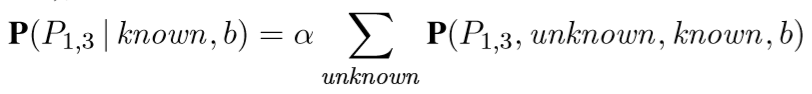 P(P1,3 | known, b) = α ∑ P(P1,3, unknown, known, b)
unknown